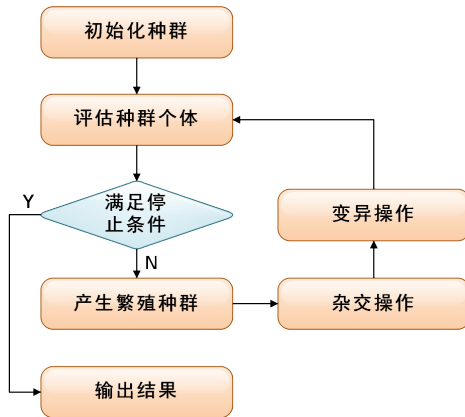 初始化种群
评估种群个体
满足停
止条件
Y
N
变异操作
产生繁殖种群
杂交操作
输出结果